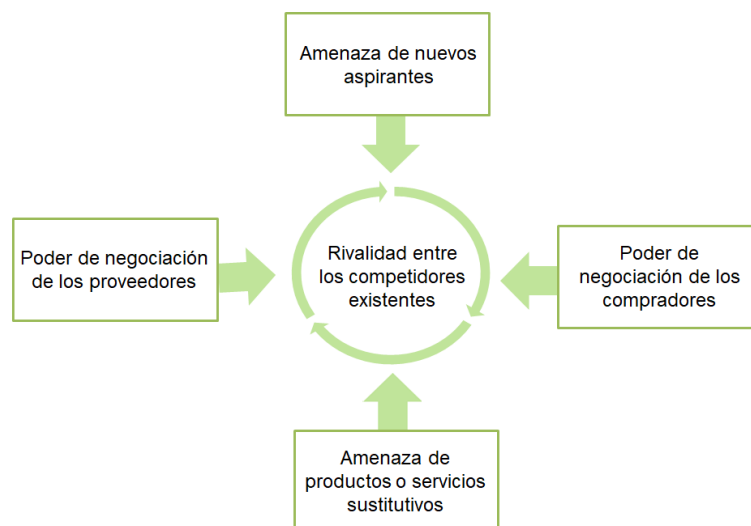 Amenaza de nuevos
aspirantes
Poder de negociación
de los proveedores
Rivalidad entre
los competidores
existentes
Poder de
negociación de los
compradores
Amenaza de
productos o servicios
sustitutivos